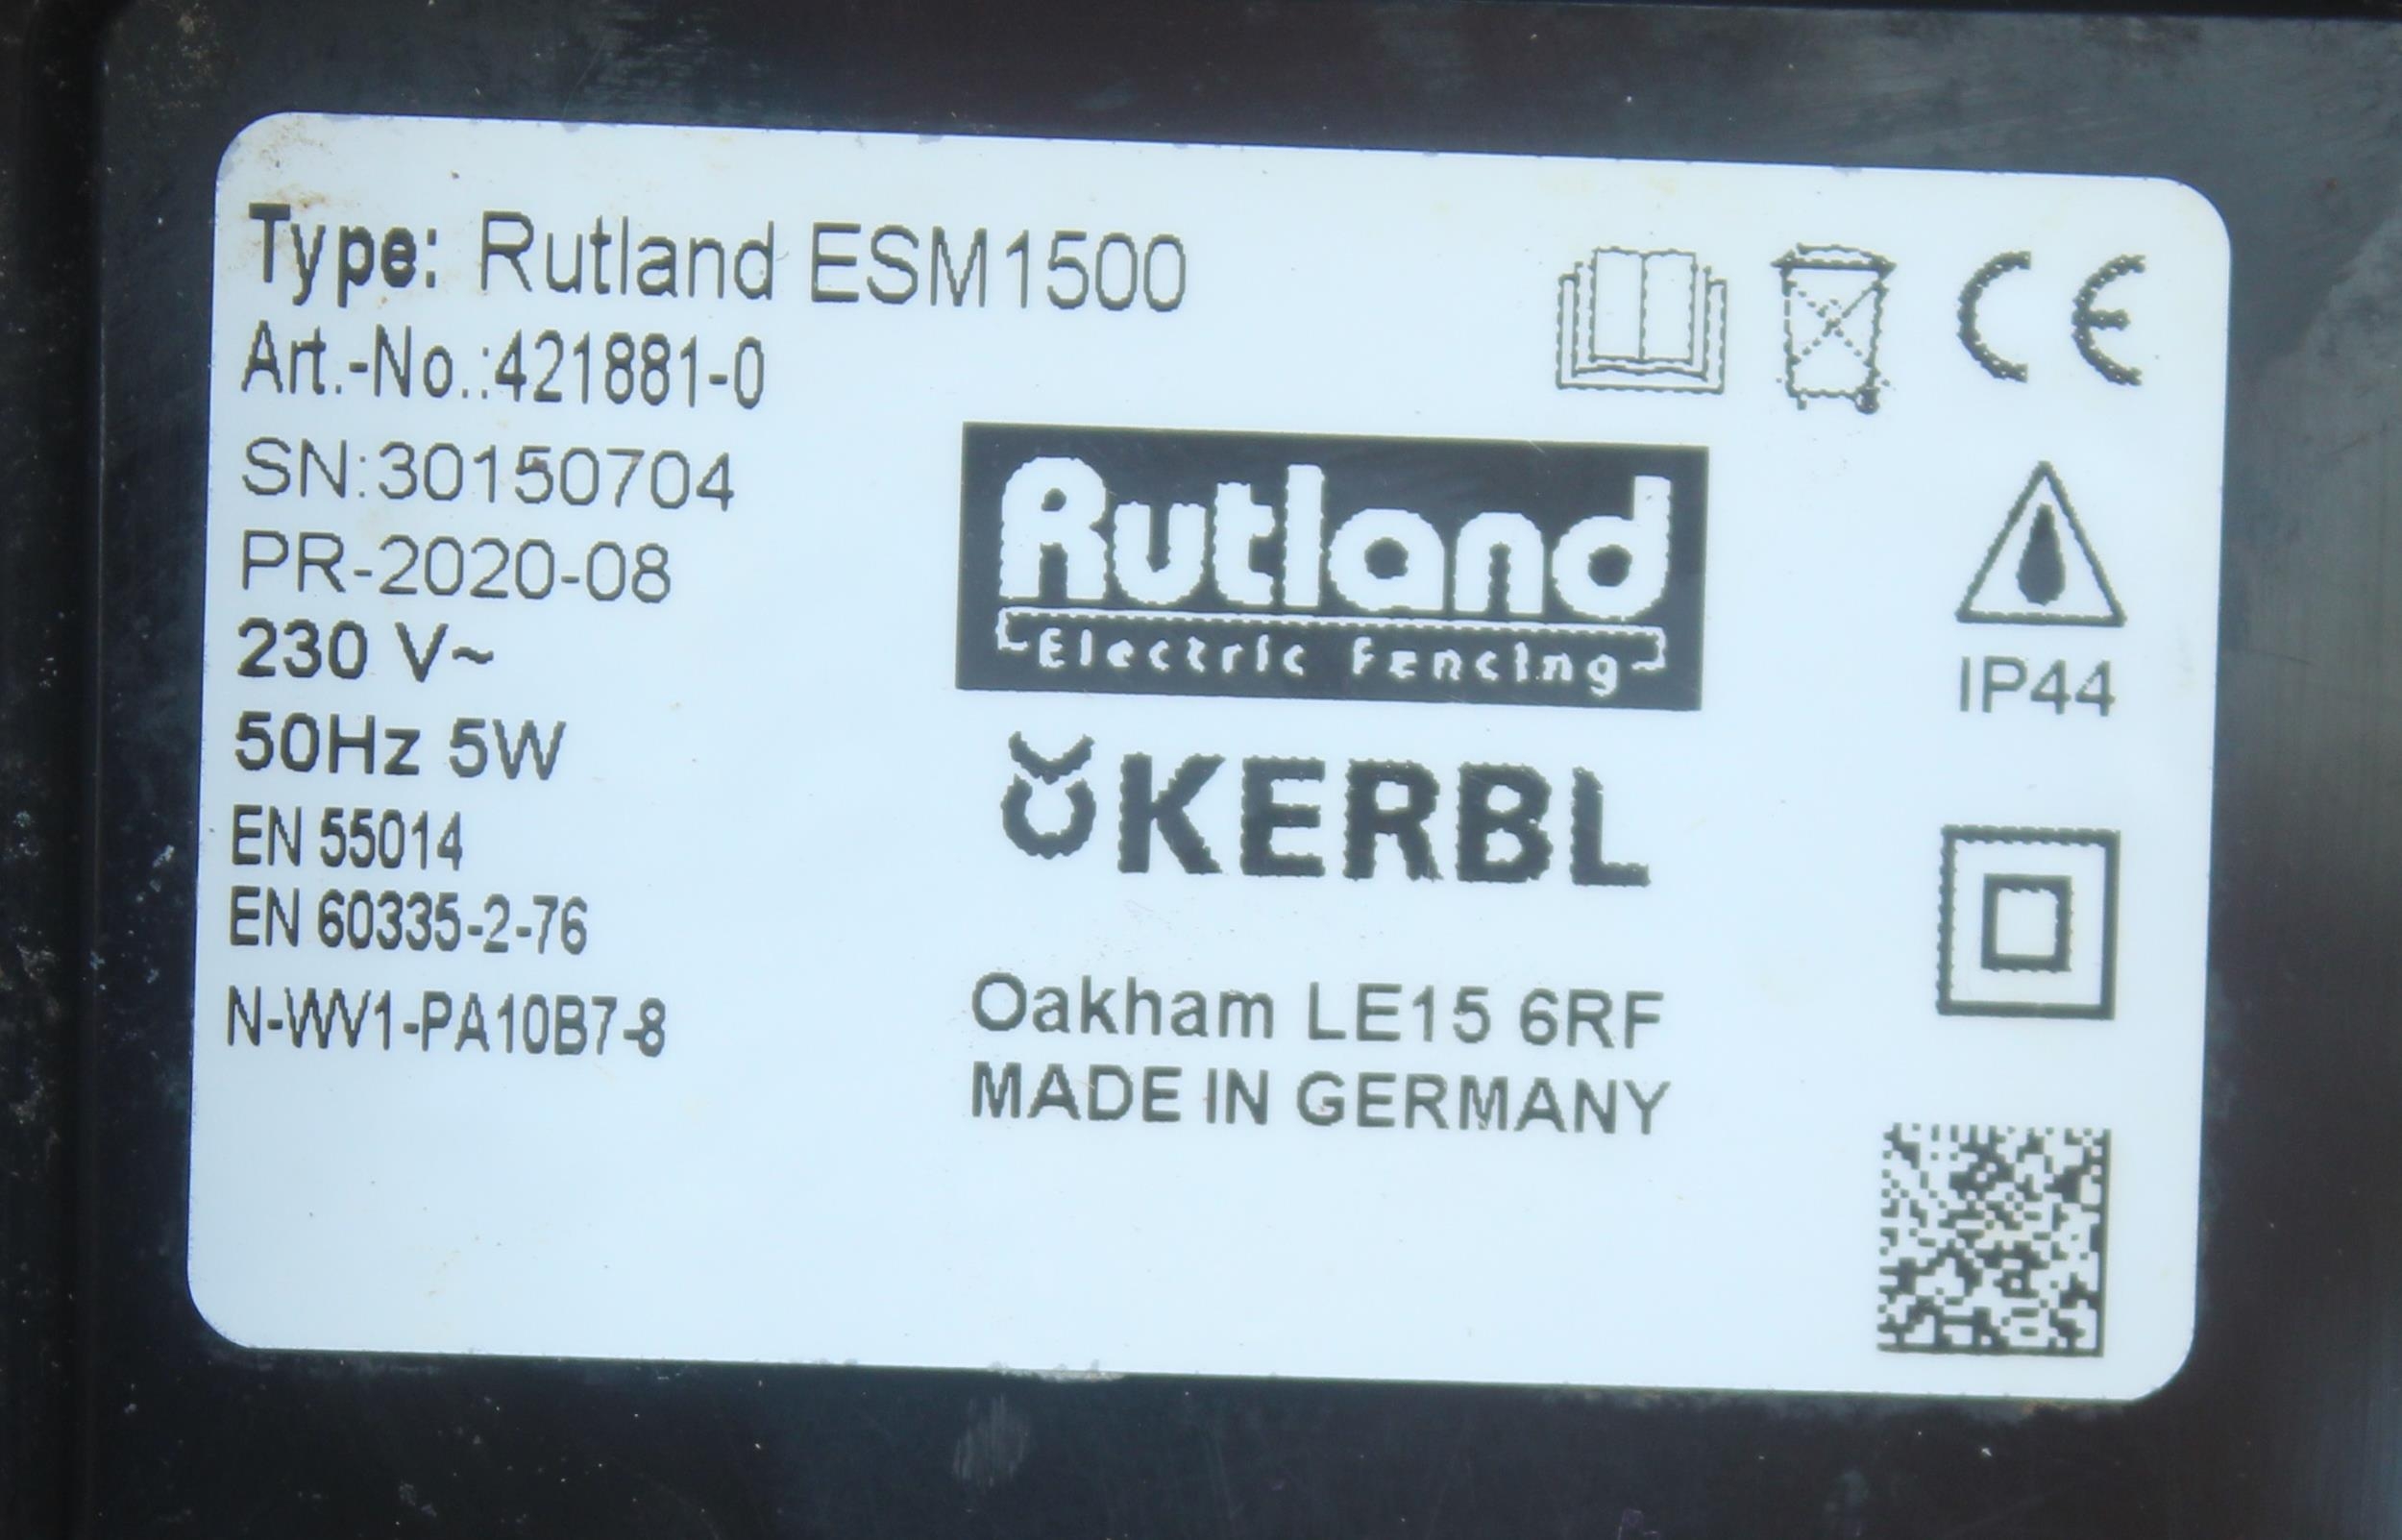 Type: Rutland ESM1500
Art.-No.:421881-0
SN:30150704
PR-2020-08
230 V~
50Hz 5W
EN 55014
EN 60335-2-76
N-WV1-PA10B7-8
CE
Rutland
Electric Fencing
KERBL
Oakham LE15 6RF
MADE IN GERMANY
IP44